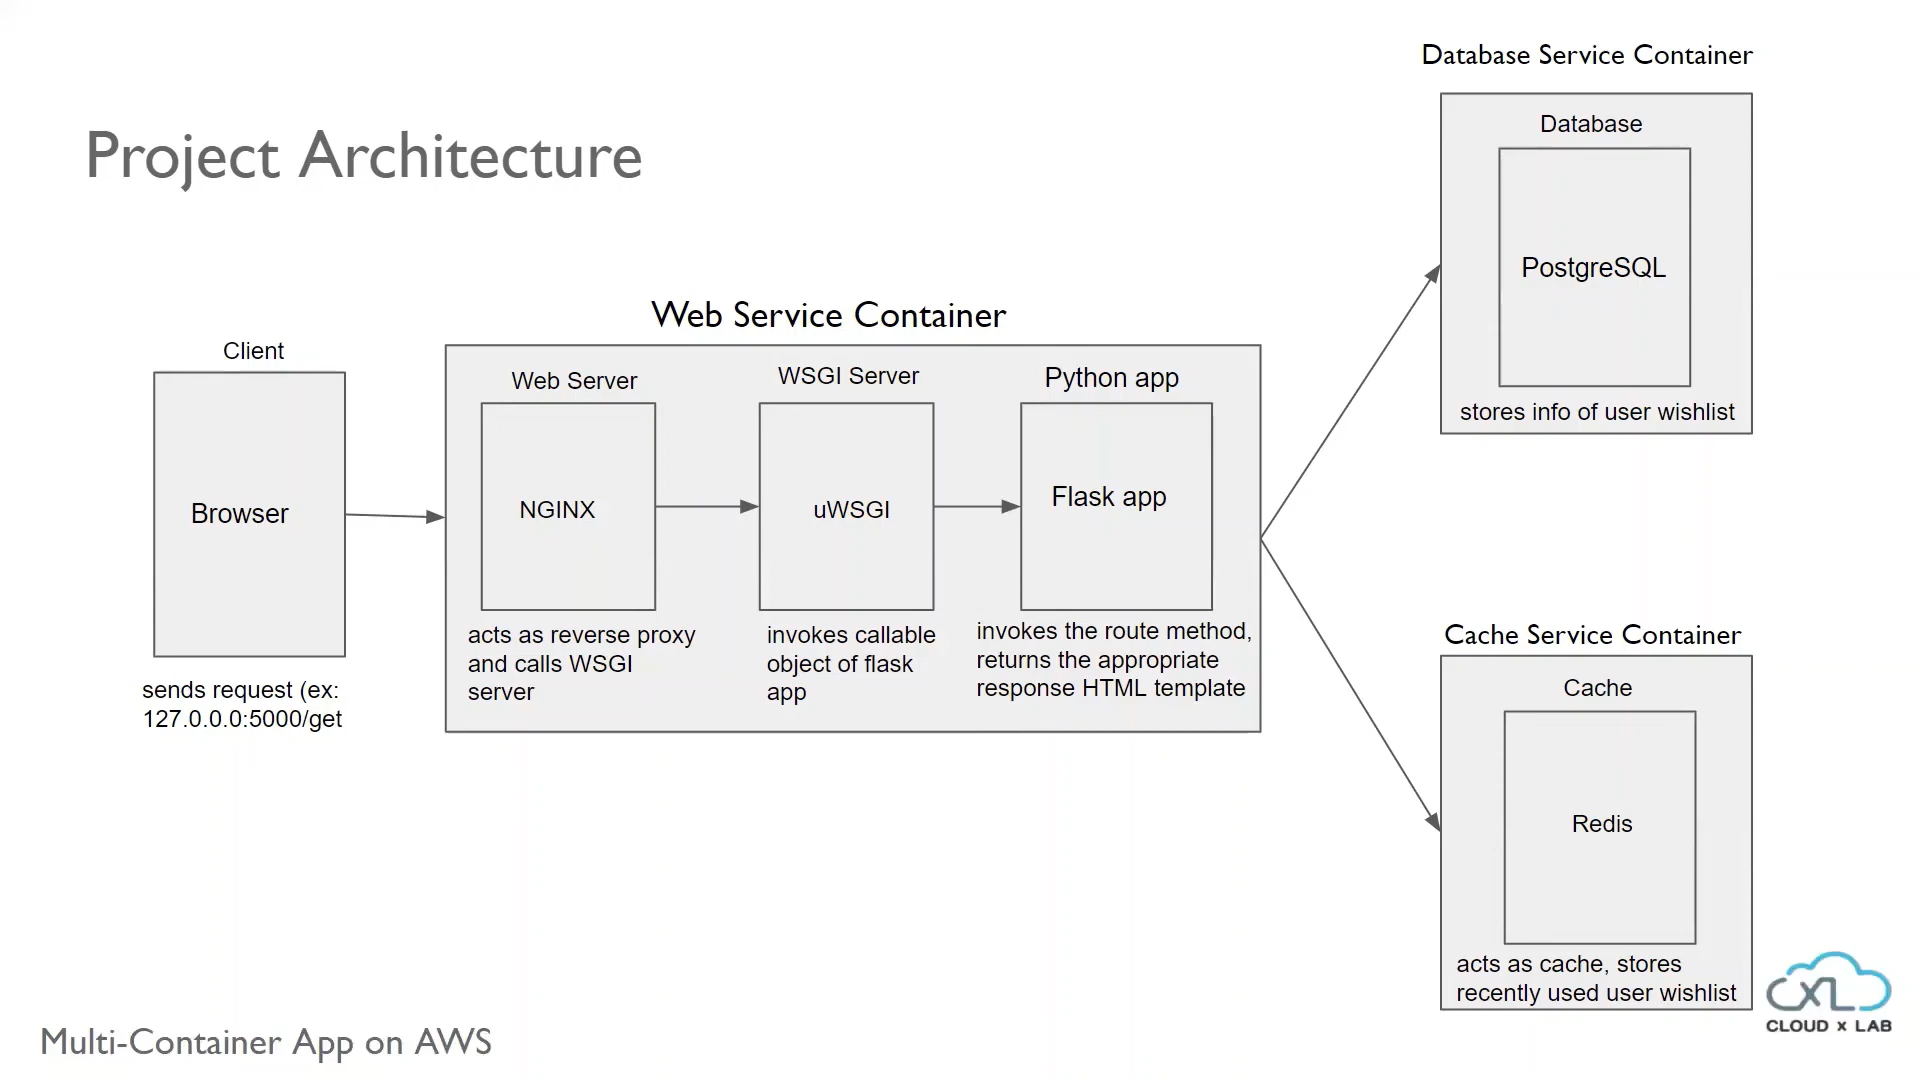 Project Architecture
Client
Browser
sends request (ex:
127.0.0.0:5000/get
Web Service Container
Web Server
NGINX
acts as reverse proxy
and calls WSGI
server
WSGI Server
uWSGI
invokes callable
object of flask
app
Python app
Flask app
invokes the route method,
returns the appropriate
response HTML template
Database Service Container
Database
PostgreSQL
stores info of user wishlist
Cache Service Container
Cache
Redis
acts as cache, stores
recently used user wishlist
Multi-Container App on AWS
CXL
CLOUD x LAB